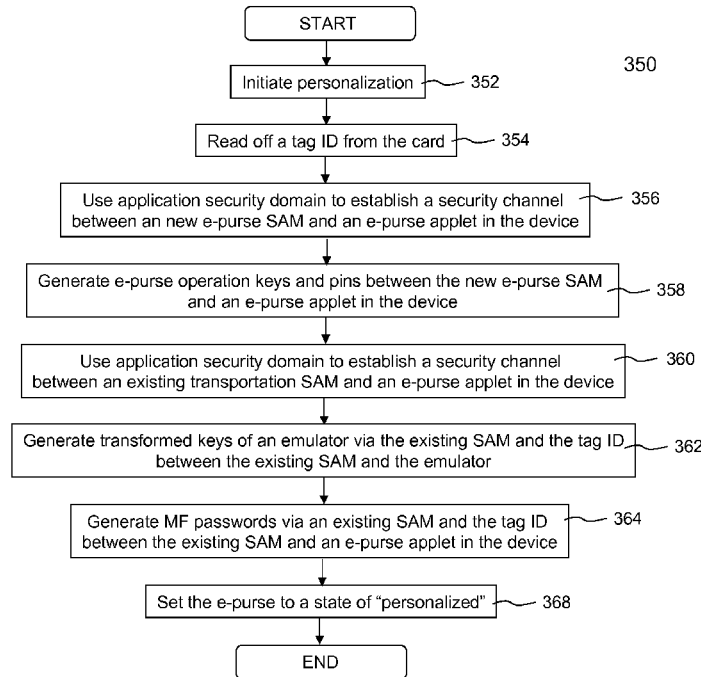 START
350
Initiate personalization
352
Read off a tag ID from the card
354
Use application security domain to establish a security channel
between an new e-purse SAM and an e-purse applet in the device
356
Generate e-purse operation keys and pins between the new e-purse SAM
and an e-purse applet in the device
358
Use application security domain to establish a security channel
between an existing transportation SAM and an e-purse applet in the device
360
Generate transformed keys of an emulator via the existing SAM and the tag ID
between the existing SAM and the emulator
362
Generate MF passwords via an existing SAM and the tag ID
between the existing SAM and an e-purse applet in the device
364
Set the e-purse to a state of “personalized”
368
END